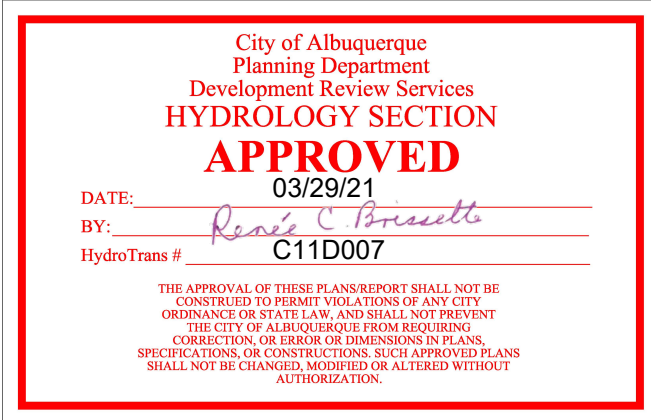 City of Albuquerque
Planning Department
Development Review Services
HYDROLOGY SECTION
APPROVED
DATE: 03/29/21
BY: Renée C. Brissette
HydroTrans # C11D007
THE APPROVAL OF THESE PLANS/REPORT SHALL NOT BE
CONSTRUED TO PERMIT VIOLATIONS OF ANY CITY
ORDINANCE OR STATE LAW, AND SHALL NOT PREVENT
THE CITY OF ALBUQUERQUE FROM REQUIRING
CORRECTION, OR ERROR OR DIMENSIONS IN PLANS,
SPECIFICATIONS, OR CONSTRUCTIONS. SUCH APPROVED PLANS
SHALL NOT BE CHANGED, MODIFIED OR ALTERED WITHOUT
AUTHORIZATION.